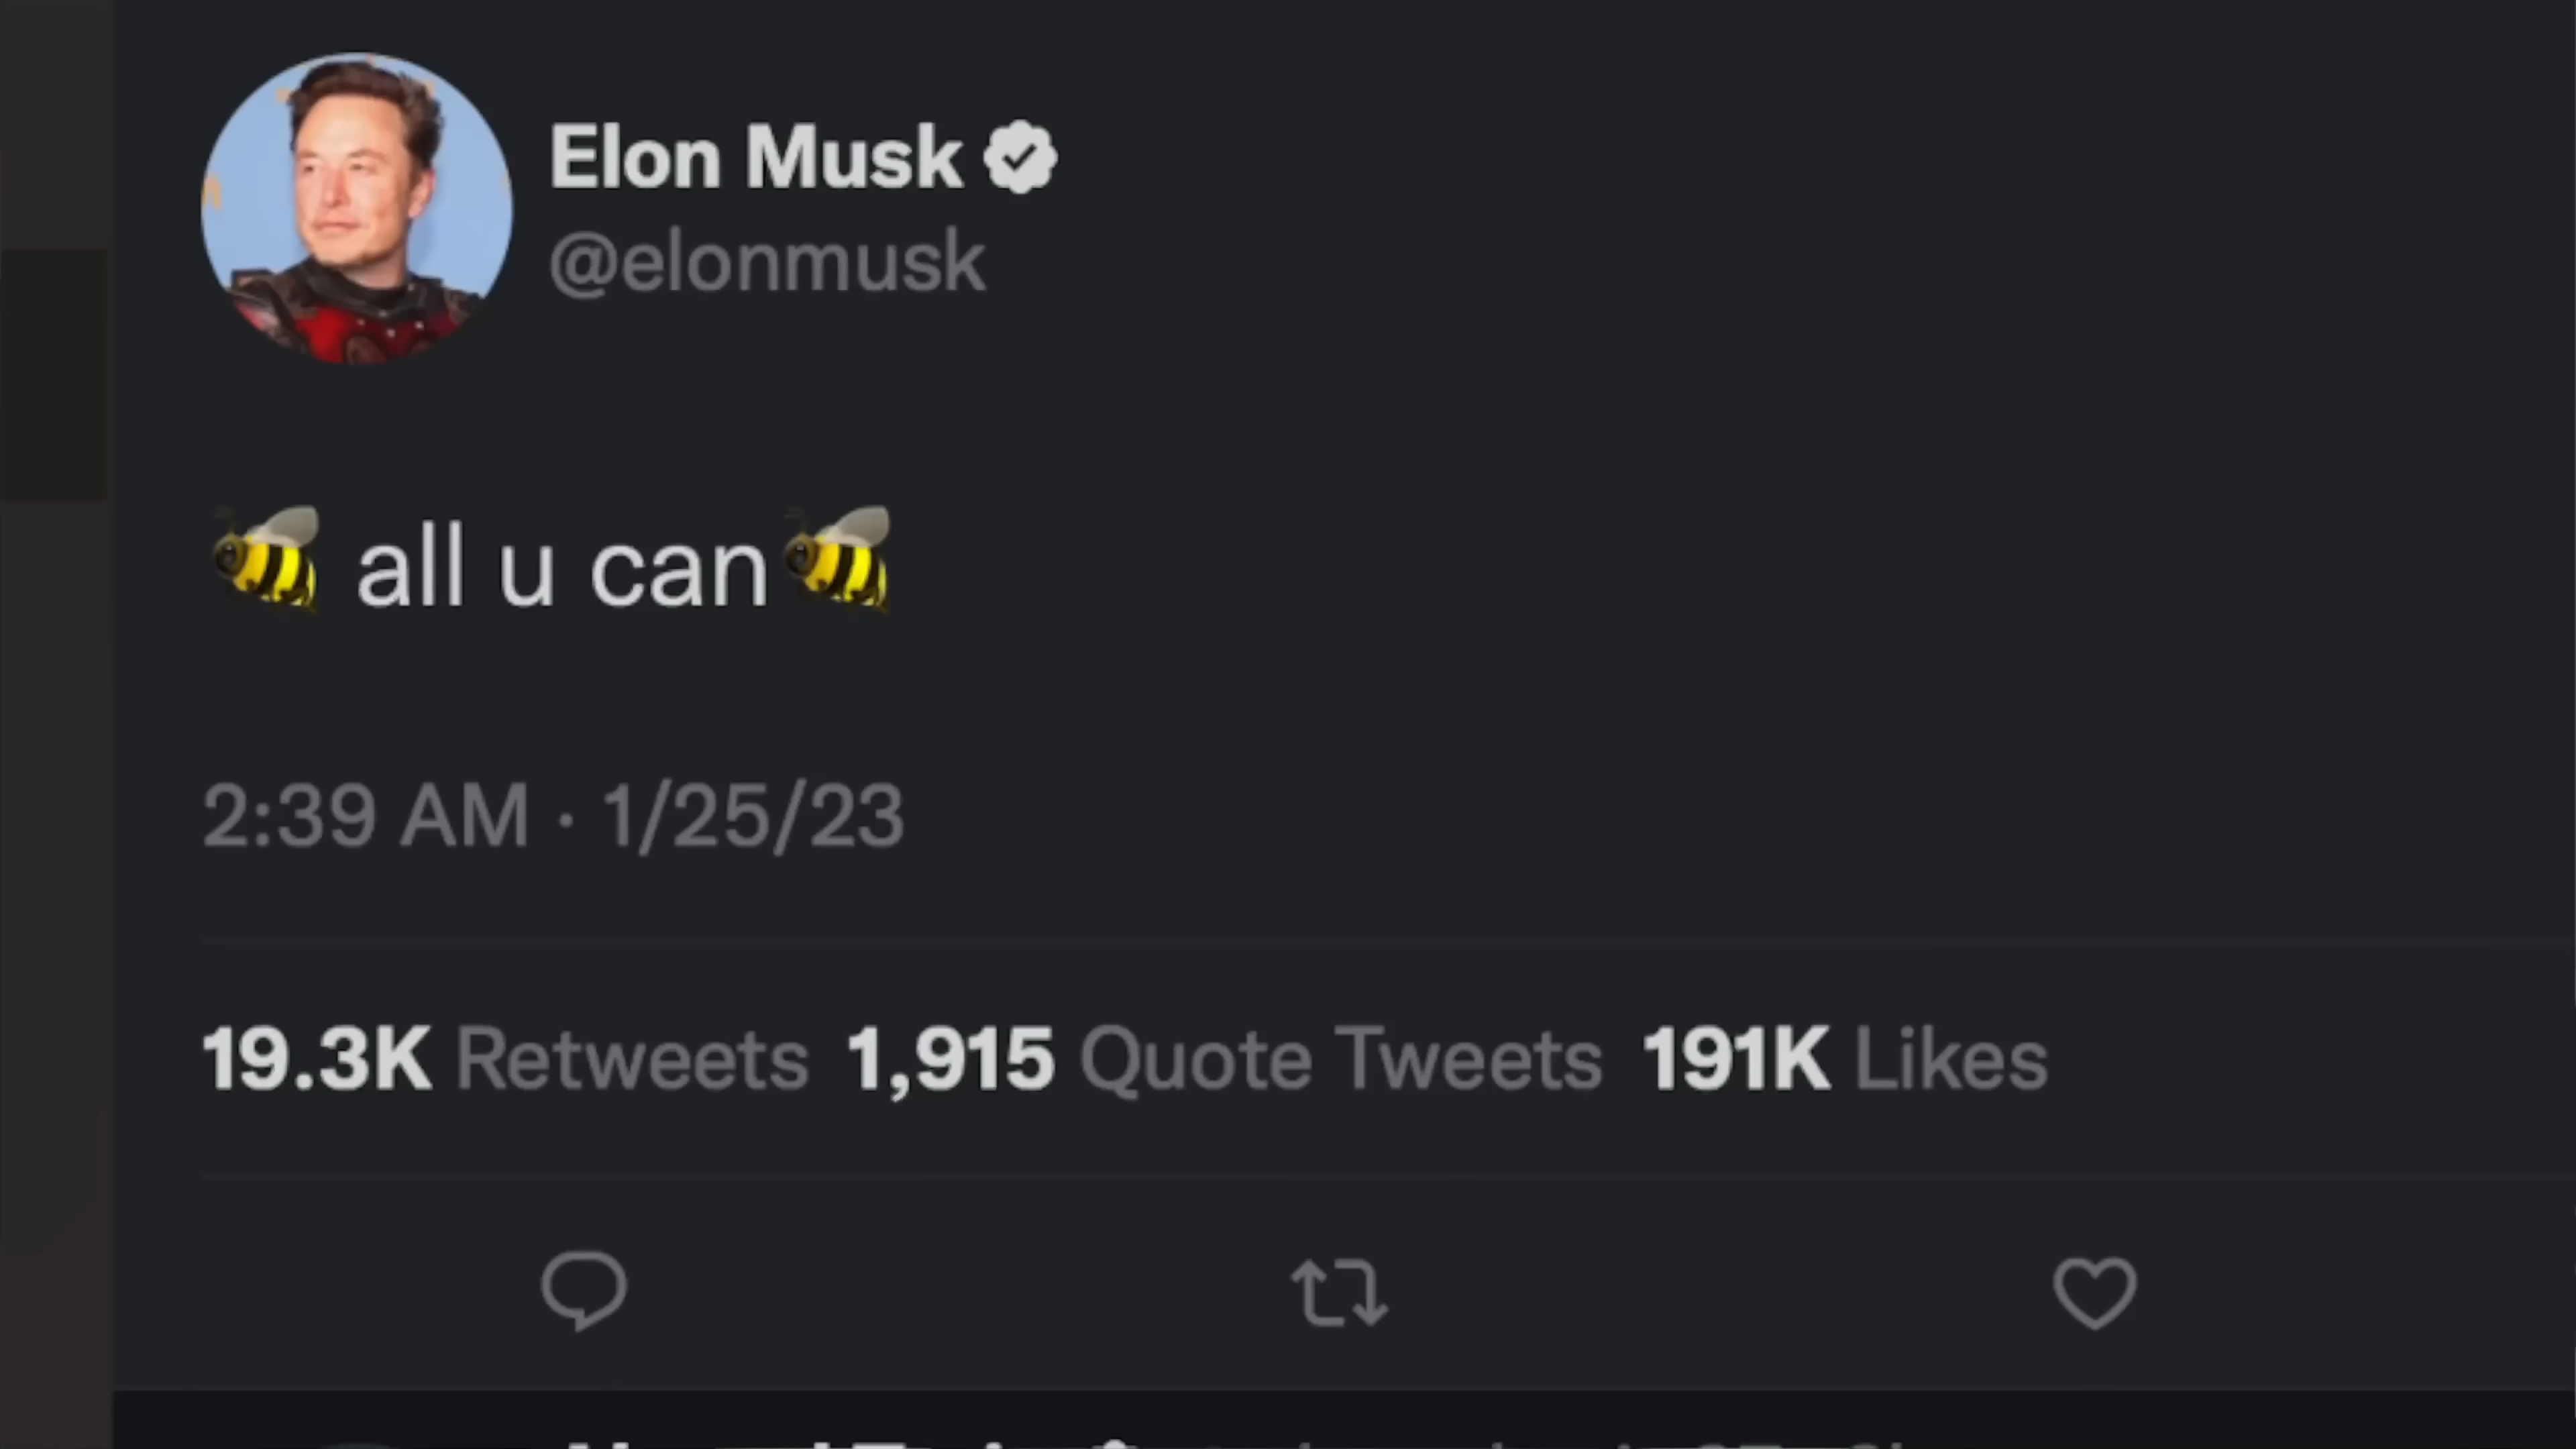 Elon Musk
@elonmusk
🐝 all u can🐝
2:39 AM · 1/25/23
19.3K Retweets 1,915 Quote Tweets 191K Likes